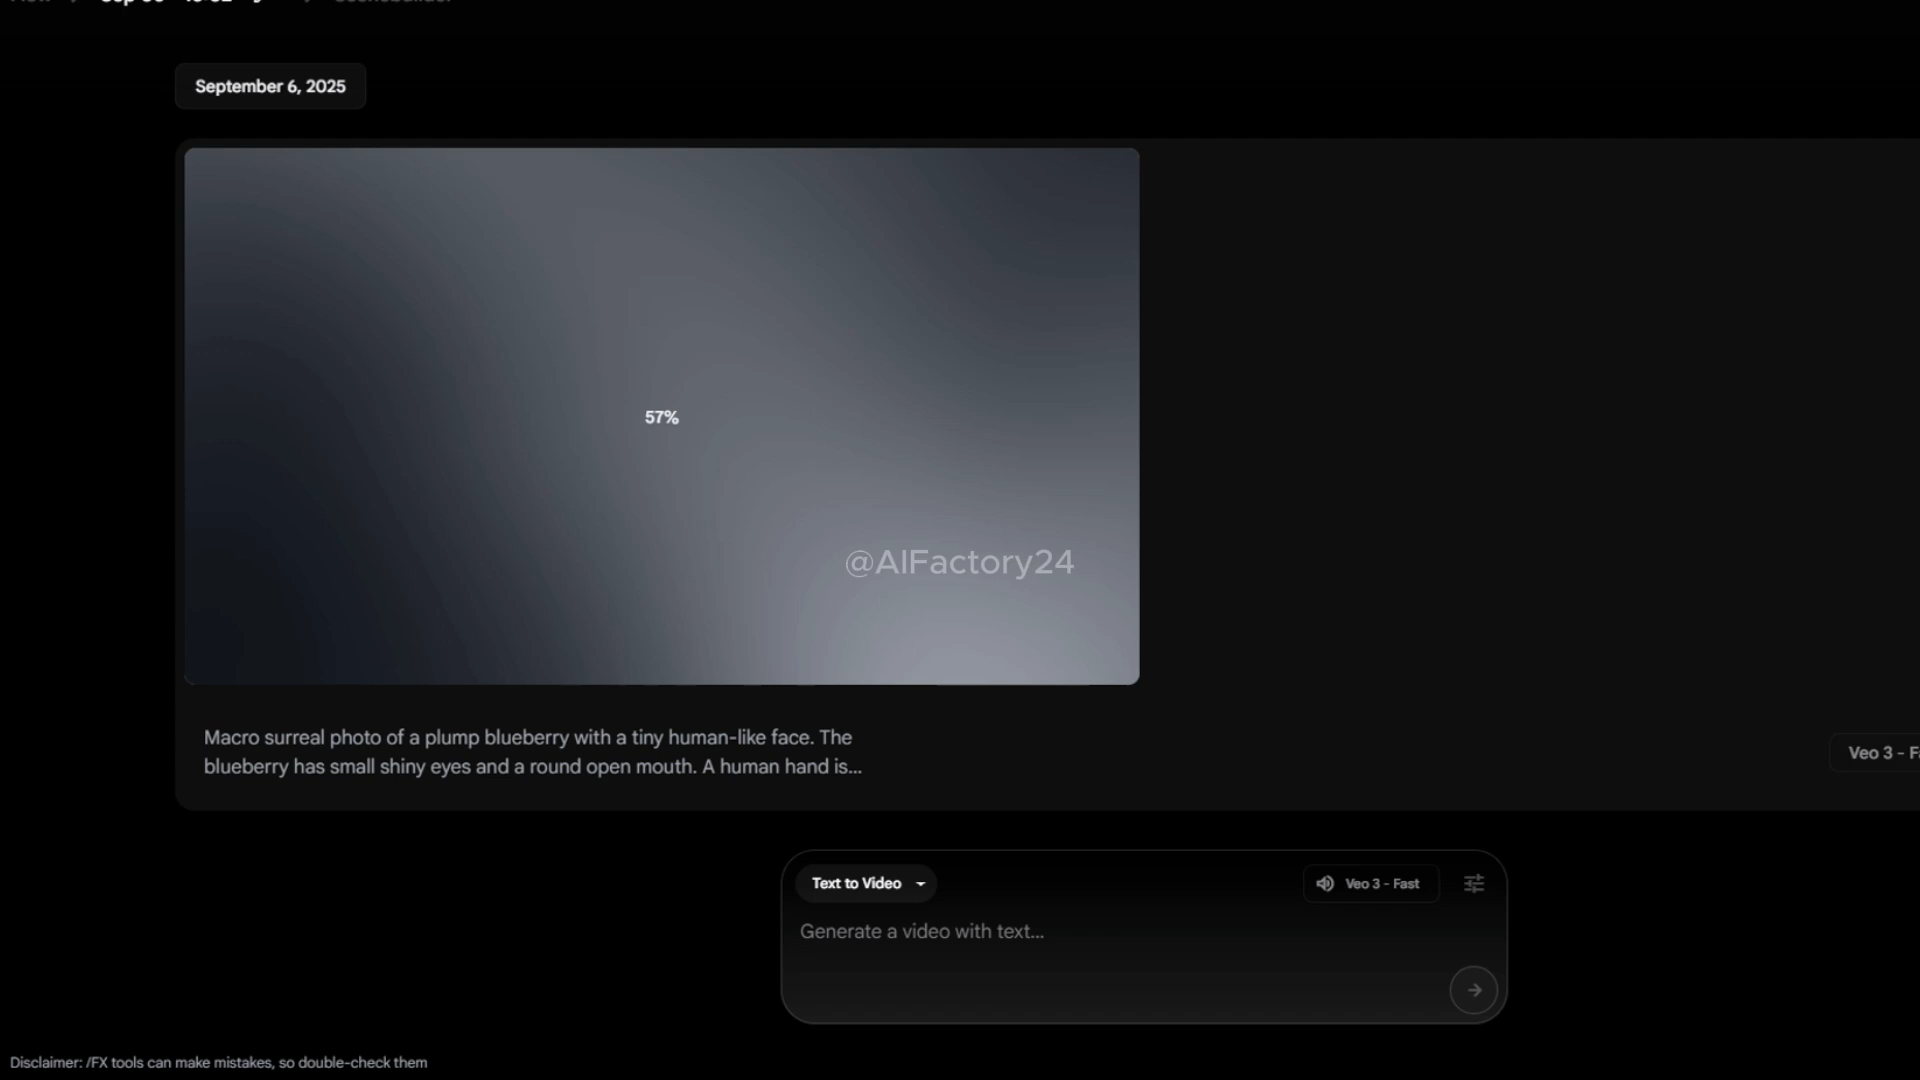 September 6, 2025
57%
@AIFactory24
Macro surreal photo of a plump blueberry with a tiny human-like face. The
blueberry has small shiny eyes and a round open mouth. A human hand is...
Veo 3 - Fa
Text to Video
Veo 3 - Fast
Generate a video with text...
Disclaimer: /FX tools can make mistakes, so double-check them